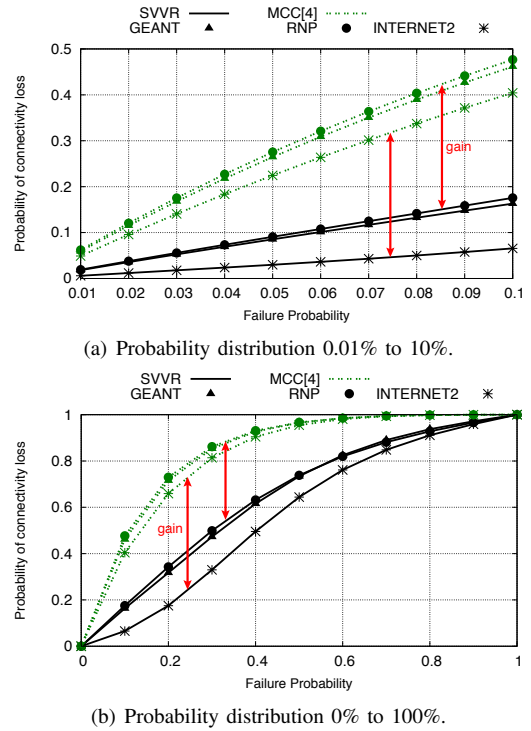 SVVR MCC[4]
GEANT RNP INTERNET2
0.5
0.4
0.3
0.2
0.1
0
Probability of connectivity loss
gain
0.01 0.02 0.03 0.04 0.05 0.06 0.07 0.08 0.09 0.1
Failure Probability
(a) Probability distribution 0.01% to 10%.
SVVR MCC[4]
GEANT RNP INTERNET2
1
0.8
0.6
0.4
0.2
0
Probability of connectivity loss
gain
0 0.2 0.4 0.6 0.8 1
Failure Probability
(b) Probability distribution 0% to 100%.